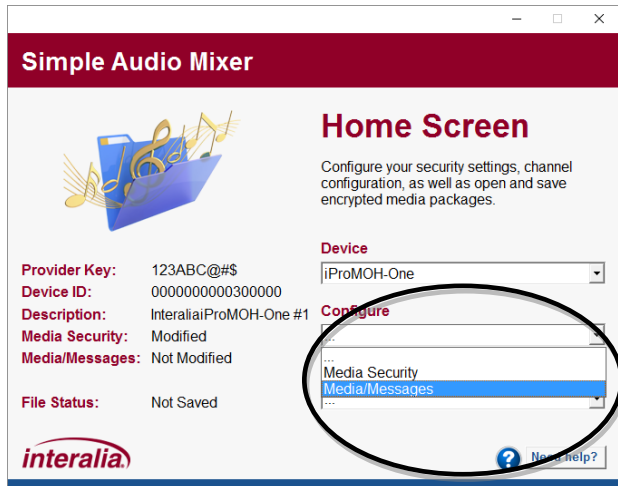 Simple Audio Mixer
Home Screen
Configure your security settings, channel
configuration, as well as open and save
encrypted media packages.
Device
iProMOH-One
Provider Key: 123ABC@#$
Device ID: 0000000000300000
Description: InteraliaiProMOH-One #1
Media Security: Modified
Media/Messages: Not Modified
File Status: Not Saved
Configure
...
...
Media Security
Media/Messages
...
interalia
? Need help?